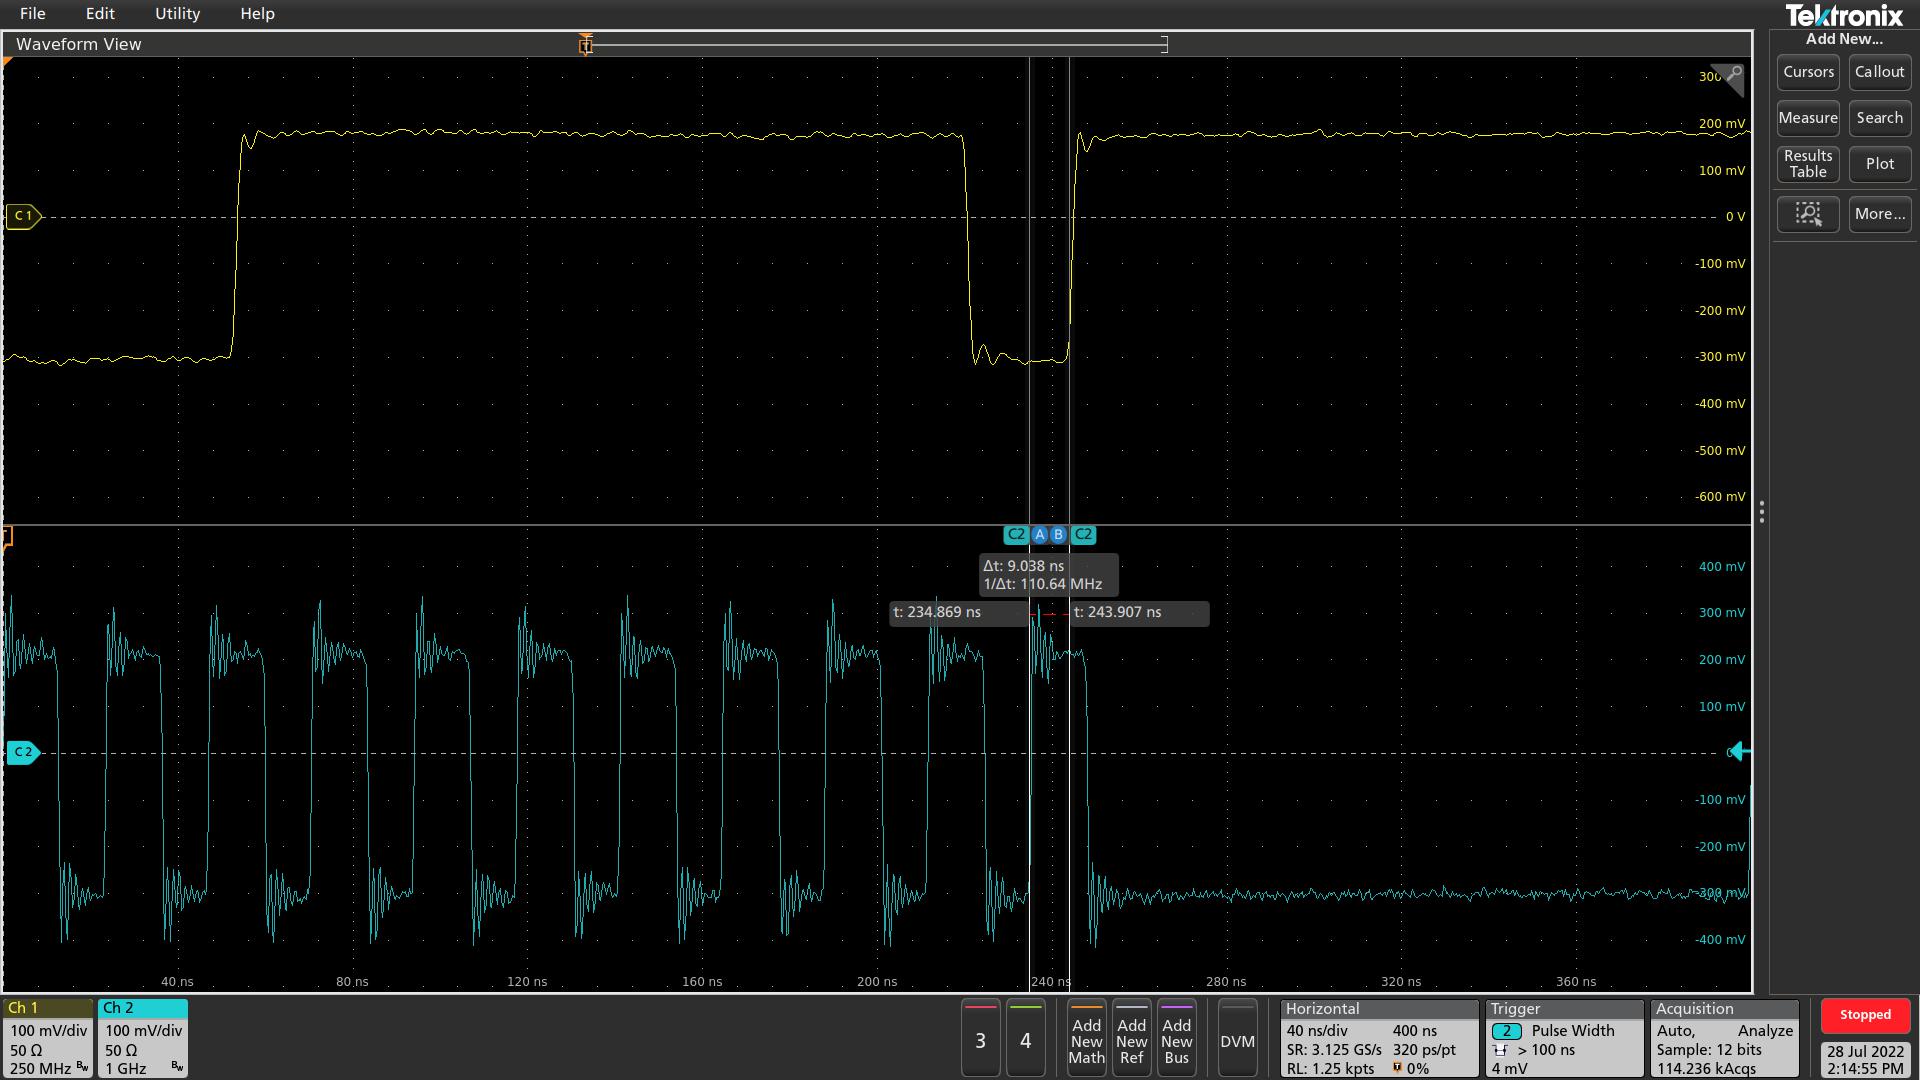 File Edit Utility Help
Tektronix
Waveform View
Add New...
Cursors Callout
Measure Search
Results Table Plot
More...
T
300
200 mV
100 mV
C 1
0 V
-100 mV
-200 mV
-300 mV
-400 mV
-500 mV
-600 mV
C2 A B C2
Δt: 9.038 ns
1/Δt: 110.64 MHz
t: 234.869 ns t: 243.907 ns
400 mV
300 mV
200 mV
100 mV
C 2
0
-100 mV
-200 mV
-300 mV
-400 mV
40 ns 80 ns 120 ns 160 ns 200 ns 240 ns 280 ns 320 ns 360 ns
Ch 1
100 mV/div
50 Ω
250 MHz Bw
Ch 2
100 mV/div
50 Ω
1 GHz Bw
3
4
Add New Math
Add New Ref
Add New Bus
DVM
Horizontal
40 ns/div 400 ns
SR: 3.125 GS/s 320 ps/pt
RL: 1.25 kpts T 0%
Trigger
2 Pulse Width
> 100 ns
4 mV
Acquisition
Auto, Analyze
Sample: 12 bits
114.236 kAcqs
Stopped
28 Jul 2022
2:14:55 PM